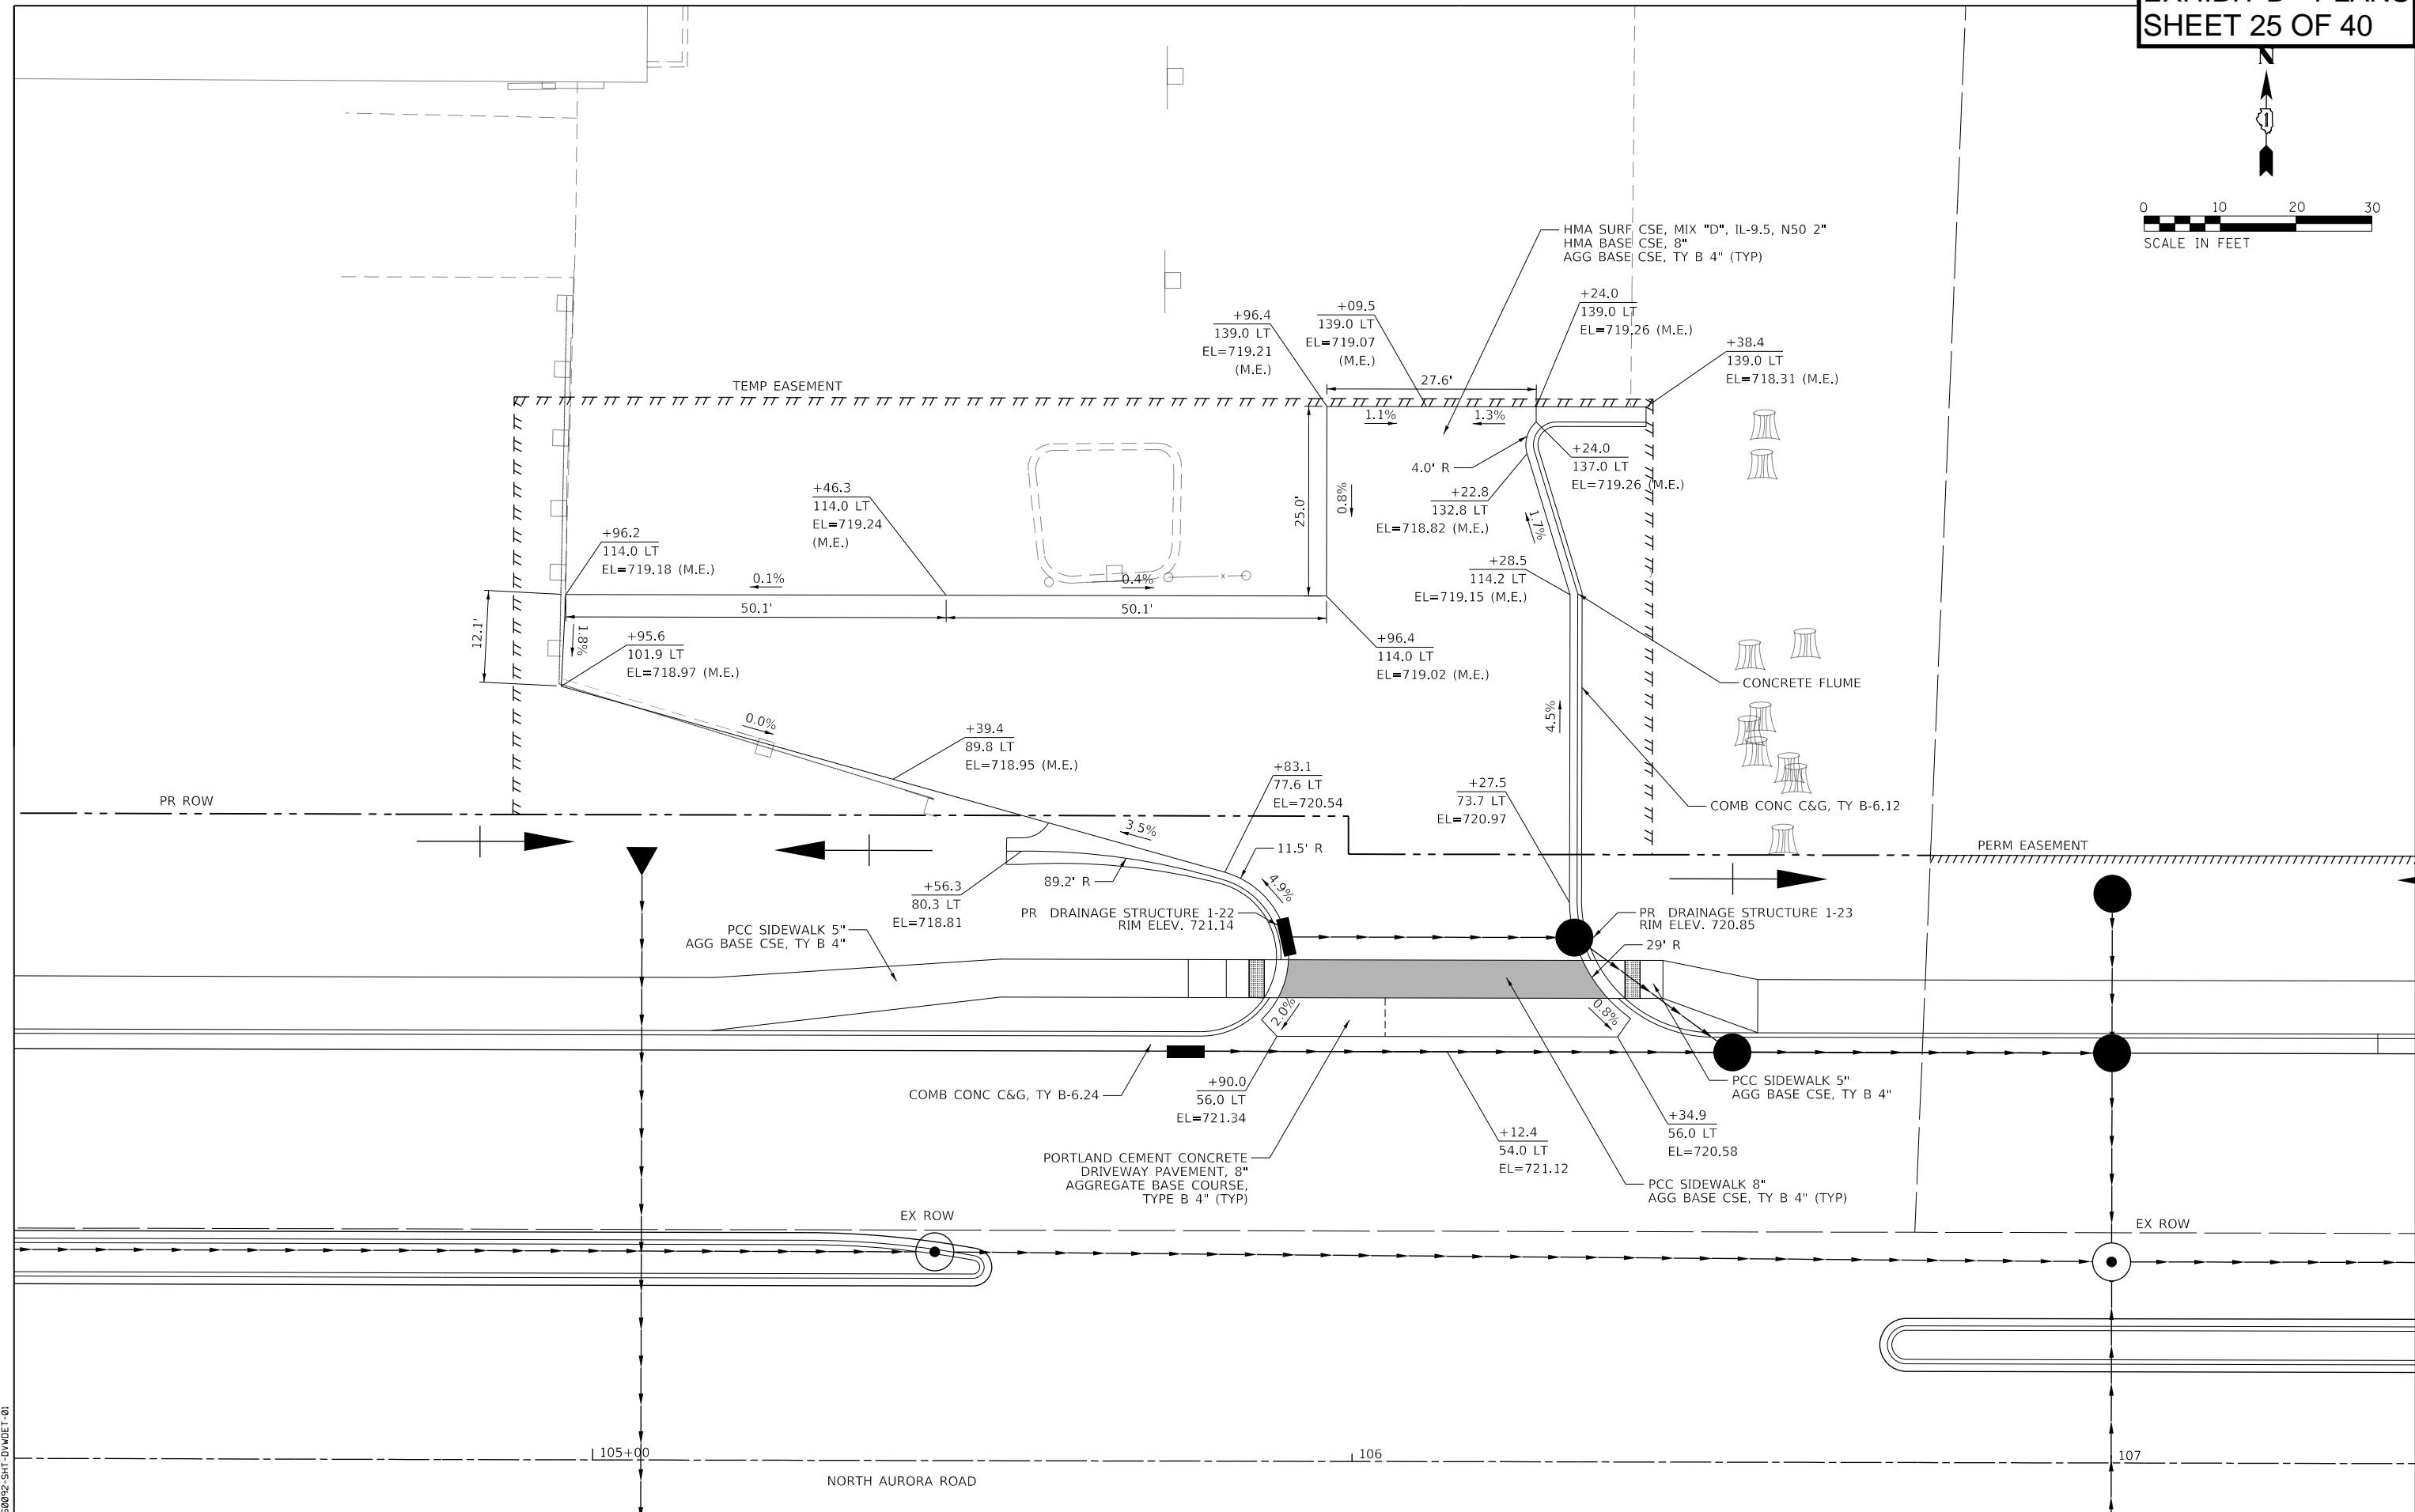 SHEET 25 OF 40
N
1
0 10 20 30
SCALE IN FEET
HMA SURF CSE, MIX "D", IL-9.5, N50 2"
HMA BASE CSE, 8"
AGG BASE CSE, TY B 4" (TYP)
+96.4
139.0 LT
EL=719.21
(M.E.)
+09.5
139.0 LT
EL=719.07
(M.E.)
+24.0
139.0 LT
EL=719.26 (M.E.)
+38.4
139.0 LT
EL=718.31 (M.E.)
TEMP EASEMENT
27.6'
1.1%
1.3%
4.0' R
+24.0
137.0 LT
EL=719.26 (M.E.)
+22.8
132.8 LT
EL=718.82 (M.E.)
25.0'
0.8%
1.7%
+46.3
114.0 LT
EL=719.24
(M.E.)
+96.2
114.0 LT
EL=719.18 (M.E.)
0.1%
0.4%
x
50.1'
50.1'
+28.5
114.2 LT
EL=719.15 (M.E.)
12.1'
1.8%
+95.6
101.9 LT
EL=718.97 (M.E.)
+96.4
114.0 LT
EL=719.02 (M.E.)
CONCRETE FLUME
0.0%
+39.4
89.8 LT
EL=718.95 (M.E.)
4.5%
+83.1
77.6 LT
EL=720.54
+27.5
73.7 LT
EL=720.97
COMB CONC C&G, TY B-6.12
PR ROW
3.5%
11.5' R
PERM EASEMENT
89.2' R
4.9%
+56.3
80.3 LT
EL=718.81
PR DRAINAGE STRUCTURE 1-22
RIM ELEV. 721.14
PR DRAINAGE STRUCTURE 1-23
RIM ELEV. 720.85
29' R
PCC SIDEWALK 5"
AGG BASE CSE, TY B 4"
2.0%
0.8%
COMB CONC C&G, TY B-6.24
+90.0
56.0 LT
EL=721.34
PCC SIDEWALK 5"
AGG BASE CSE, TY B 4"
+34.9
56.0 LT
EL=720.58
+12.4
54.0 LT
EL=721.12
PORTLAND CEMENT CONCRETE
DRIVEWAY PAVEMENT, 8"
AGGREGATE BASE COURSE,
TYPE B 4" (TYP)
PCC SIDEWALK 8"
AGG BASE CSE, TY B 4" (TYP)
EX ROW
EX ROW
105+00
106
107
NORTH AURORA ROAD
60092-SHT-DVWDET-01